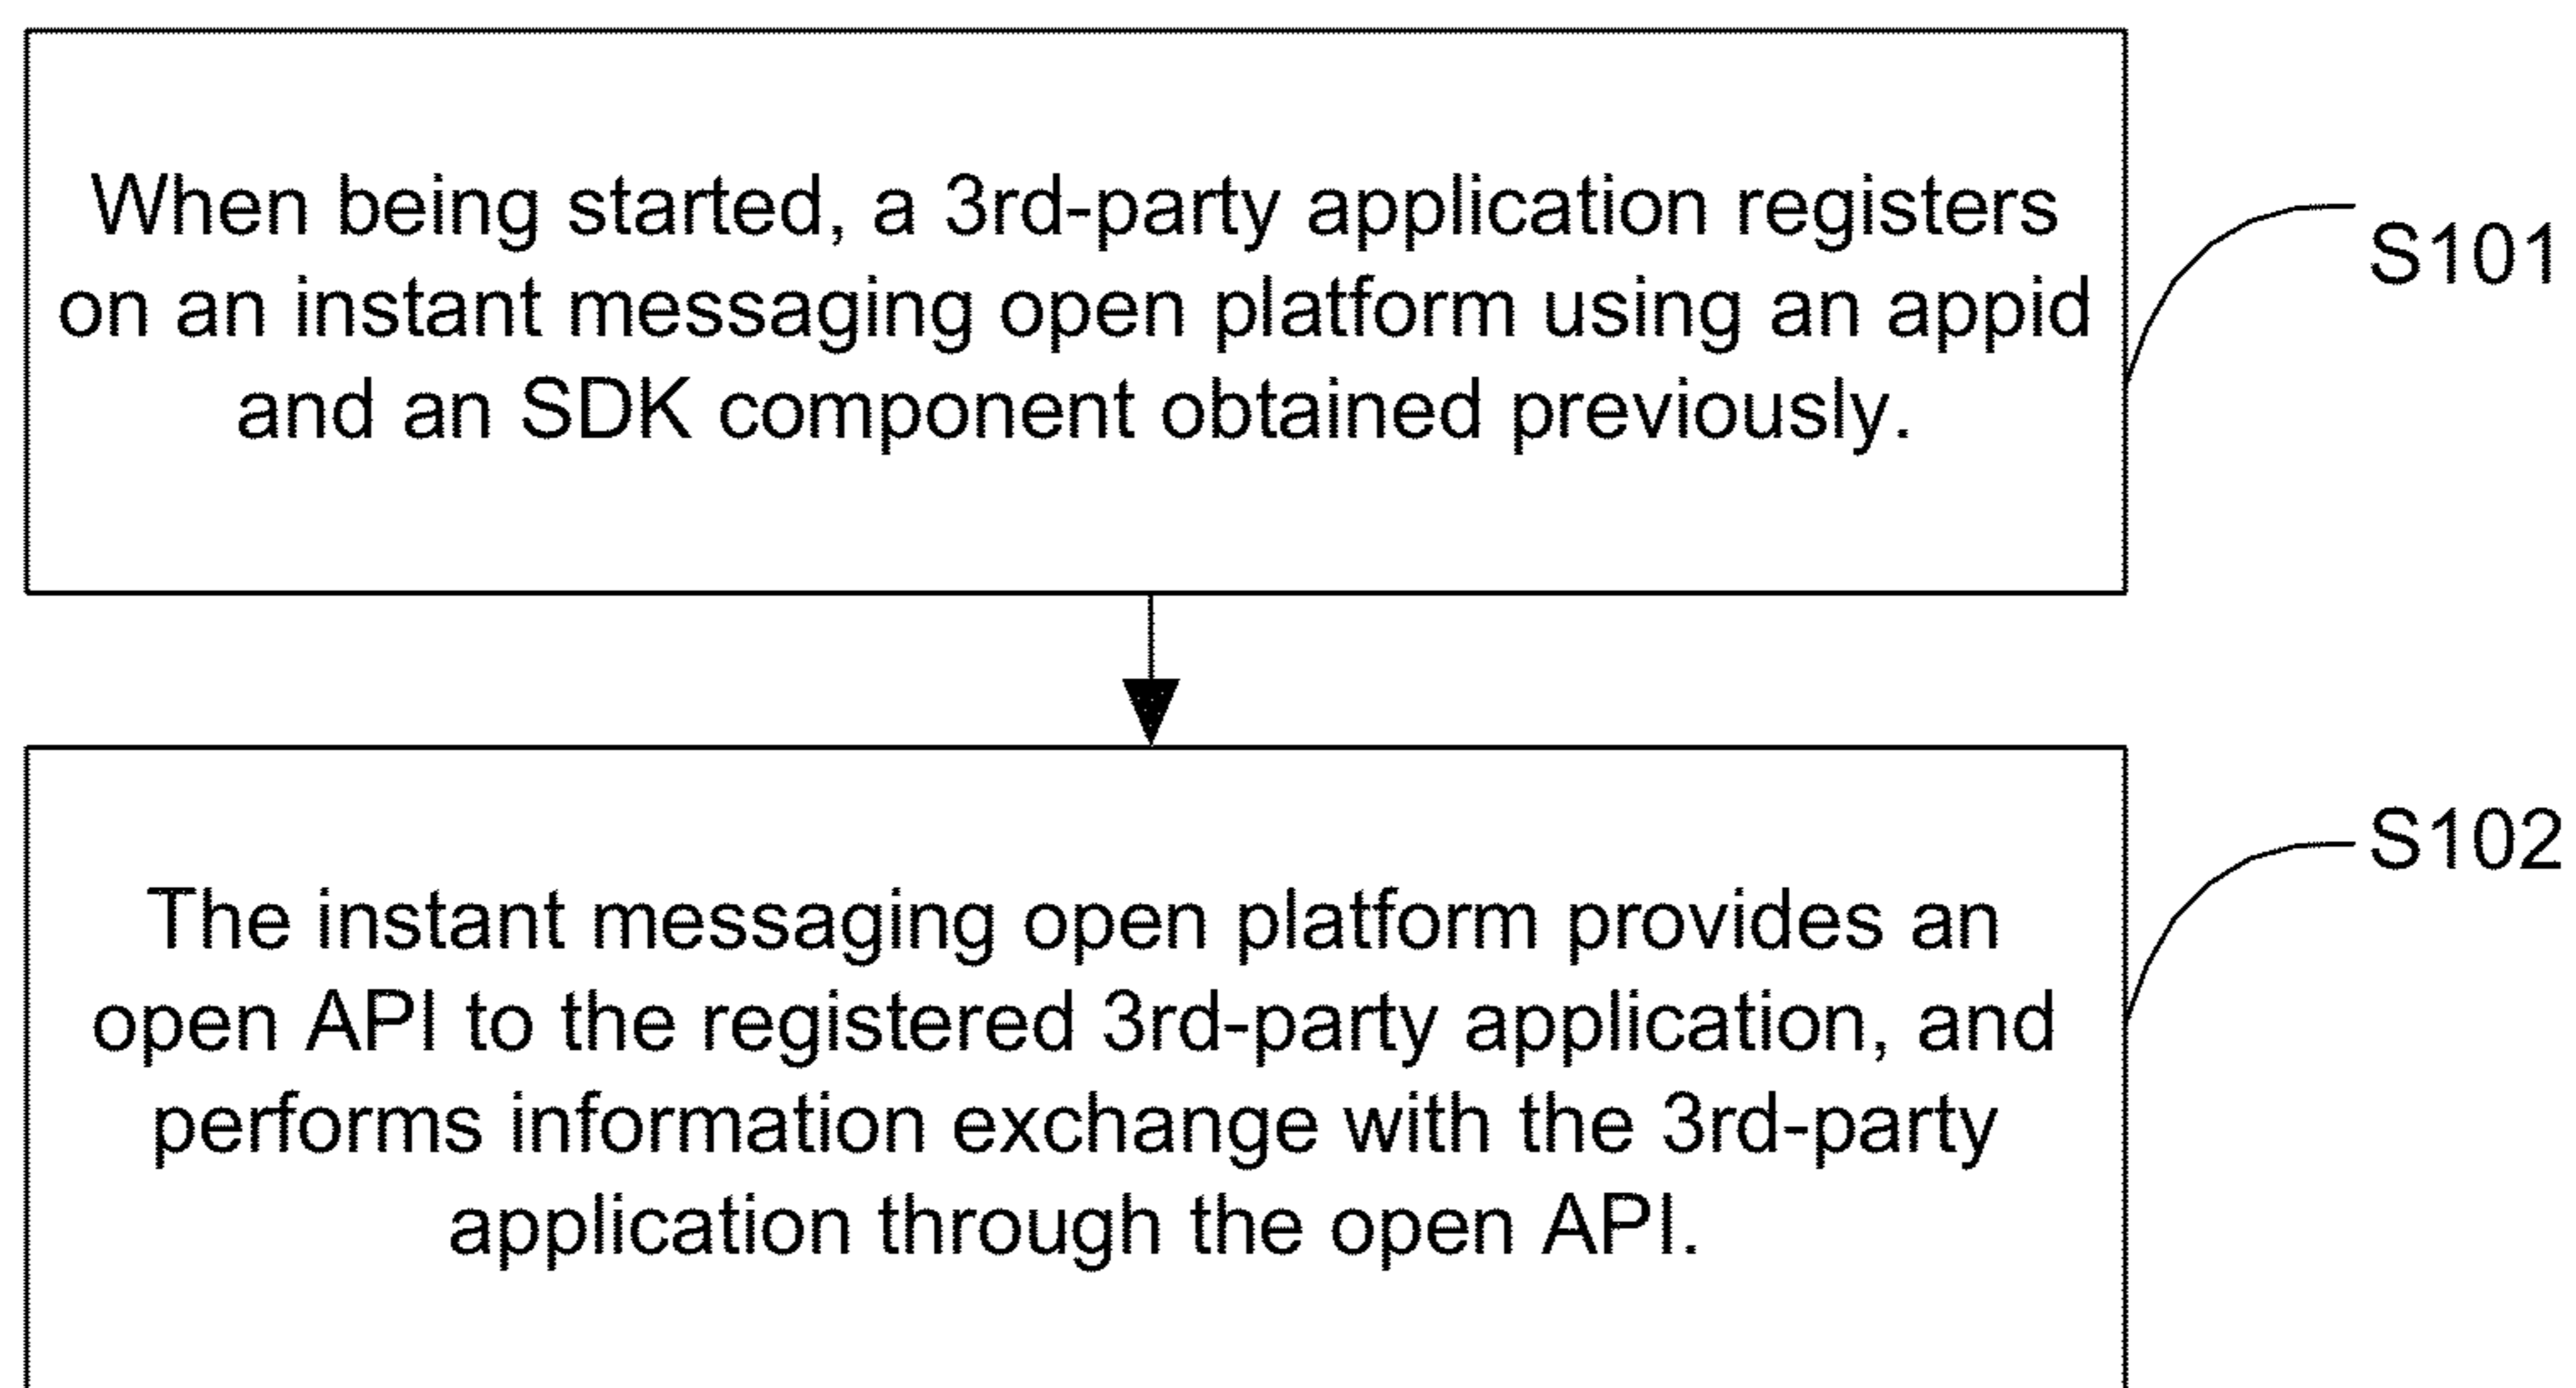 When being started, a 3rd-party application registers
on an instant messaging open platform using an appid
and an SDK component obtained previously.
S101
The instant messaging open platform provides an
open API to the registered 3rd-party application, and
performs information exchange with the 3rd-party
application through the open API.
S102